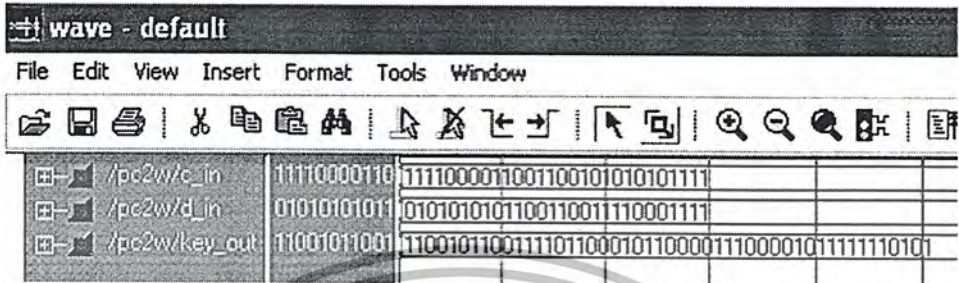 wave - default
File Edit View Insert Format Tools Window
/pc2w/c_in 11110000110 1111000011001100101010101111
/pc2w/d_in 01010101011 0101010101100110011110001111
/pc2w/key_out 11001011001 110010110011110110001011000011100001011111110101